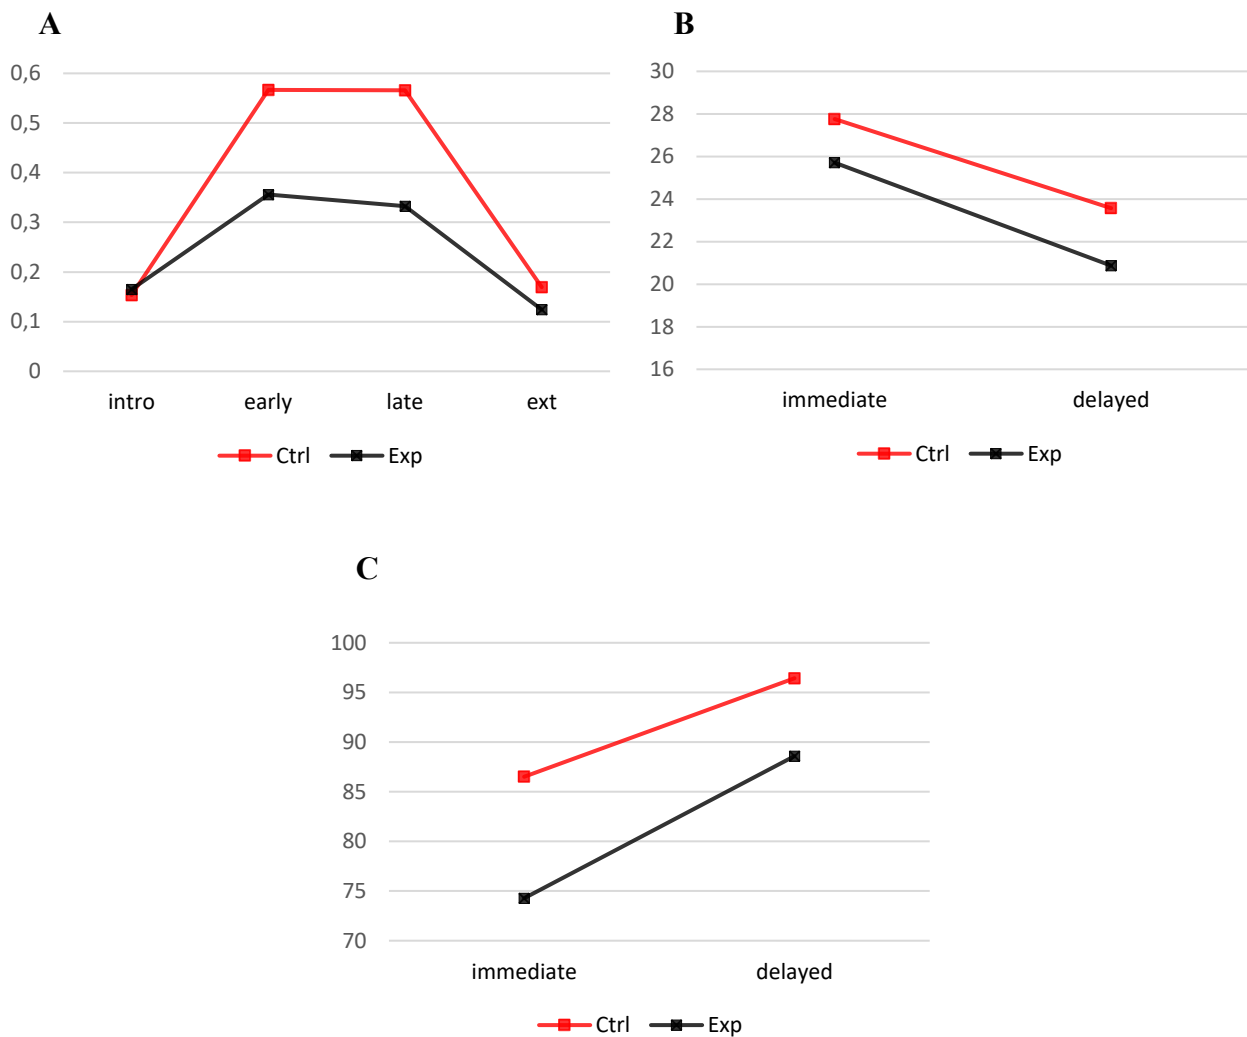 A
0,6
0,5
0,4
0,3
0,2
0,1
0
intro early late ext
Ctrl Exp
B
30
28
26
24
22
20
18
16
immediate delayed
Ctrl Exp
C
100
95
90
85
80
75
70
immediate delayed
Ctrl Exp